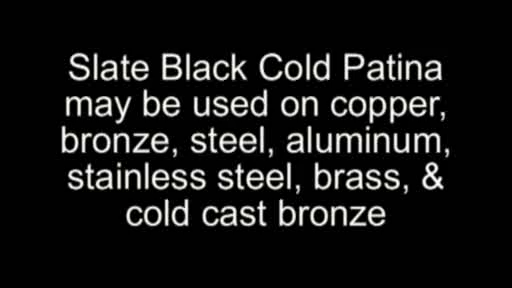 Slate Black Cold Patina
may be used on copper,
bronze, steel, aluminum,
stainless steel, brass, &
cold cast bronze